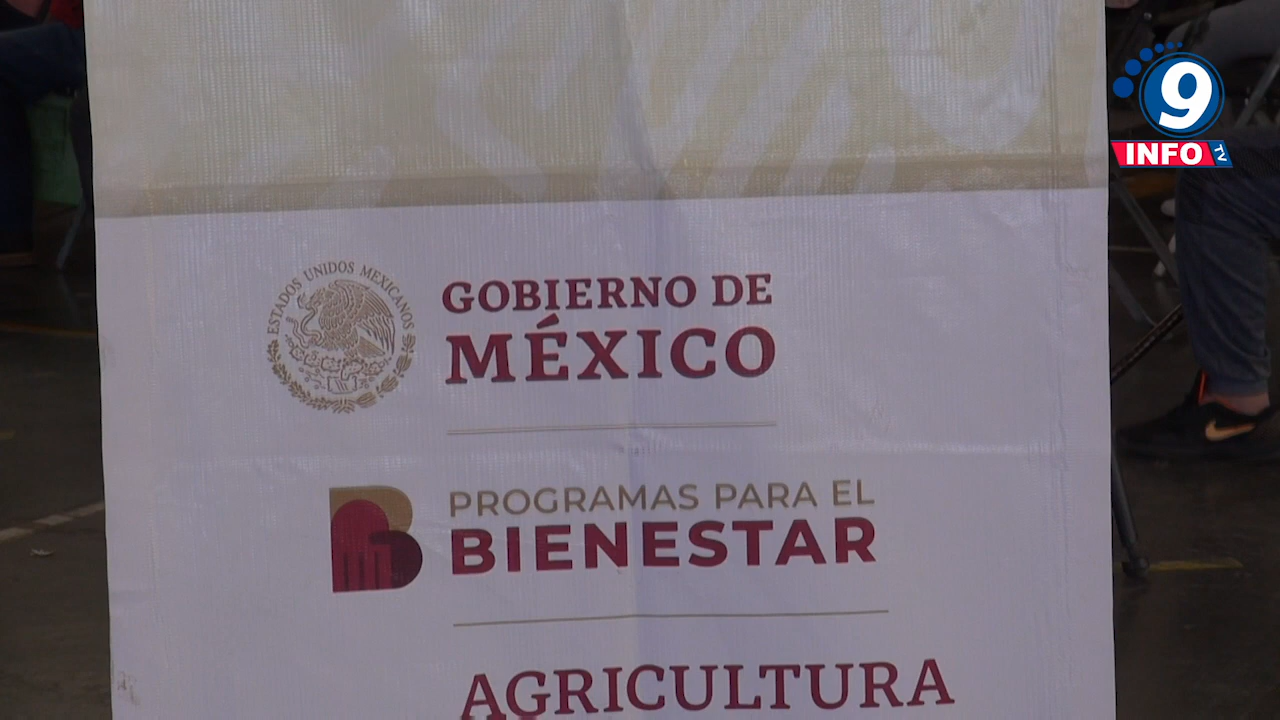 9
INFO TV
ESTADOS UNIDOS MEXICANOS
GOBIERNO DE
MÉXICO
PROGRAMAS PARA EL
BIENESTAR
AGRICULTURA